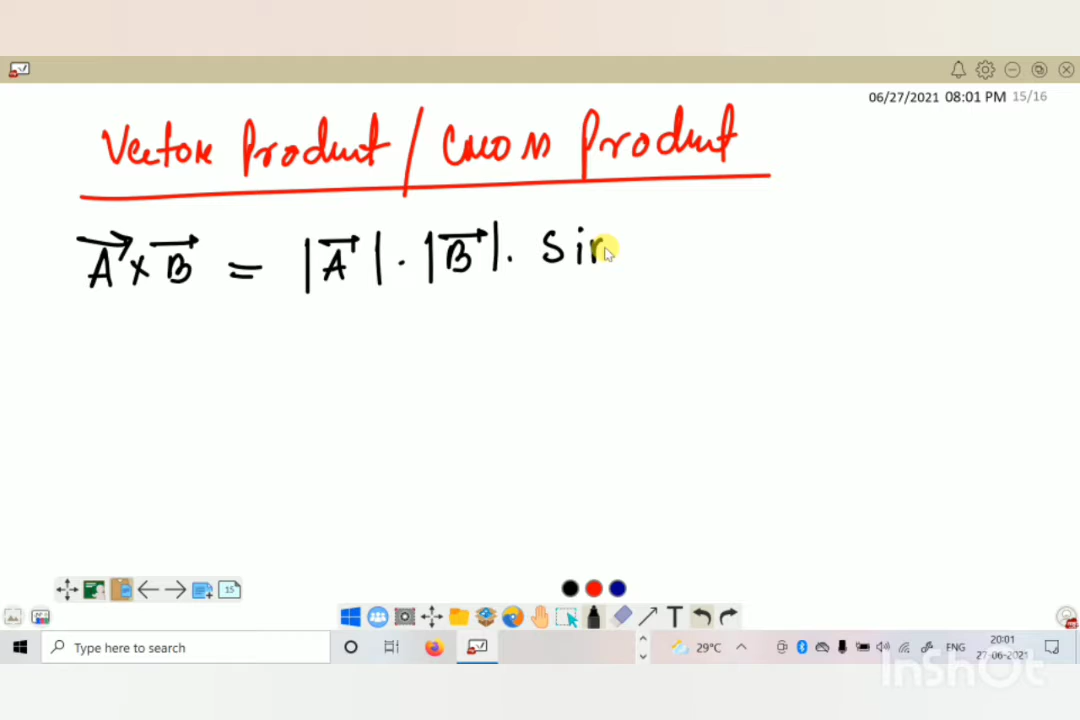 06/27/2021 08:01 PM 15/16
Vector Product / Cross Product
A⃗ × B⃗ = |A⃗| . |B⃗| . Sin
15
Type here to search
29°C
ENG
20:01
27-06-2021
InShot